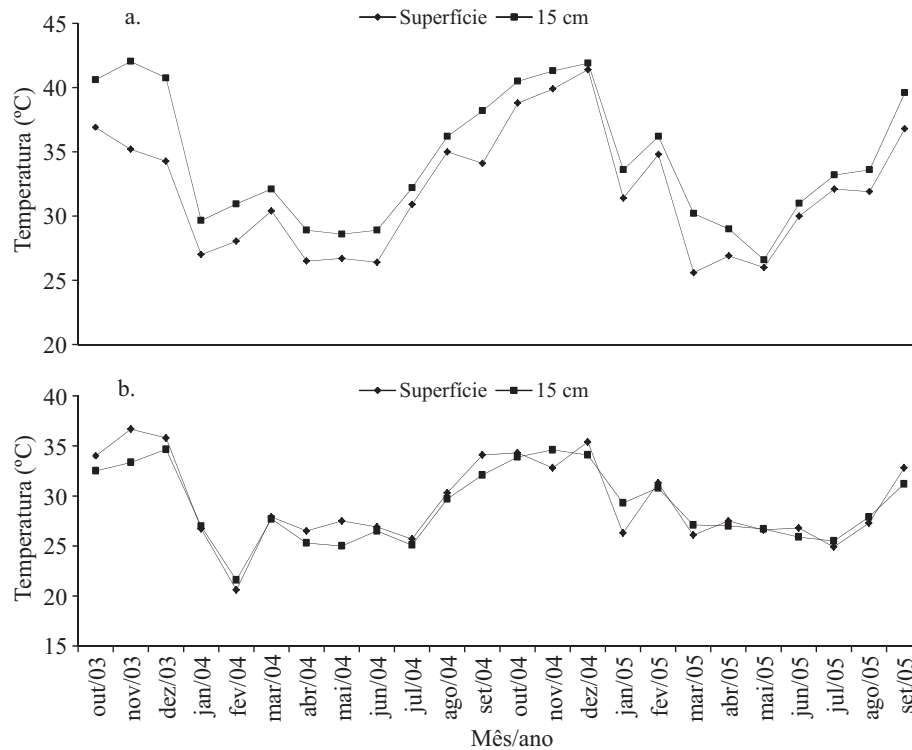 a.
Superfície 15 cm
Temperatura (ºC)
45
40
35
30
25
20
b.
Superfície 15 cm
Temperatura (ºC)
40
35
30
25
20
15
out/03 nov/03 dez/03 jan/04 fev/04 mar/04 abr/04 mai/04 jun/04 jul/04 ago/04 set/04 out/04 nov/04 dez/04 jan/05 fev/05 mar/05 abr/05 mai/05 jun/05 jul/05 ago/05 set/05
Mês/ano